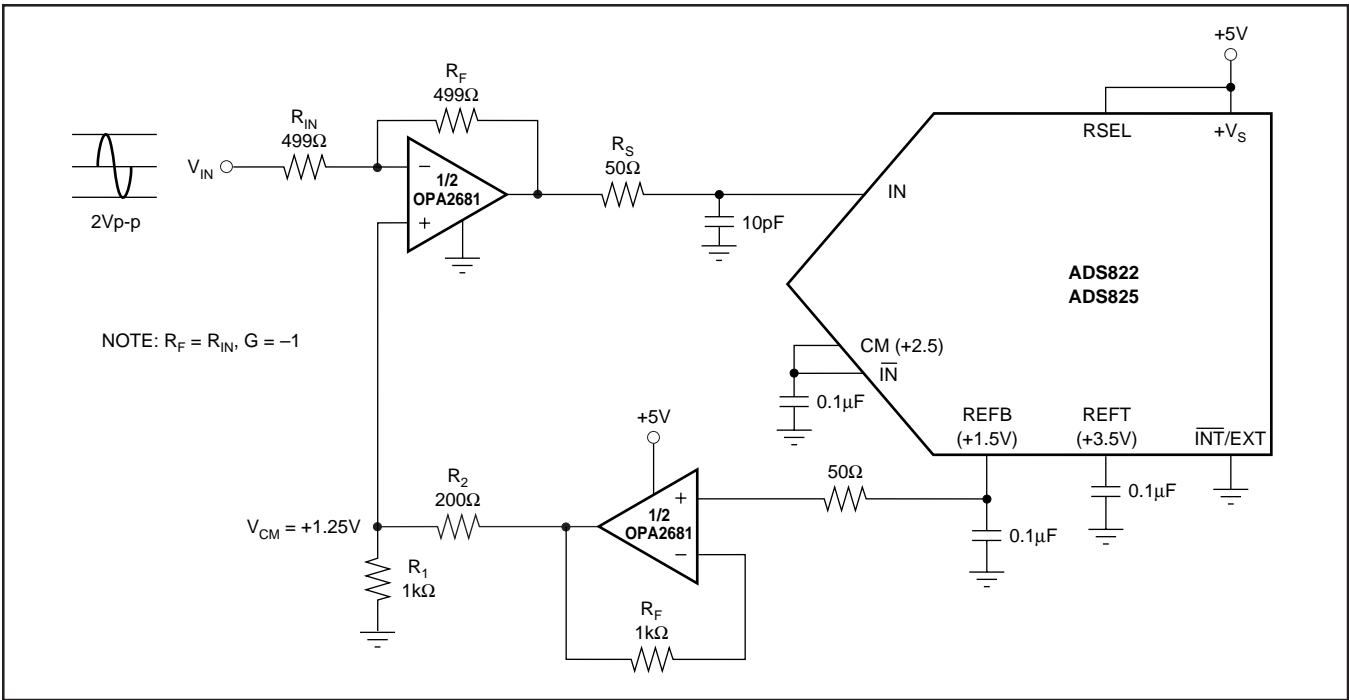 +5V
R_F
499Ω
R_IN
499Ω
V_IN
2Vp-p
–
1/2
OPA2681
+
R_S
50Ω
10pF
RSEL
+V_S
IN
ADS822
ADS825
NOTE: R_F = R_IN, G = –1
CM (+2.5)
I̅N̅
0.1µF
REFB
(+1.5V)
REFT
(+3.5V)
I̅N̅T̅/EXT
+5V
R_2
200Ω
+
1/2
OPA2681
–
50Ω
0.1µF
0.1µF
V_CM = +1.25V
R_1
1kΩ
R_F
1kΩ